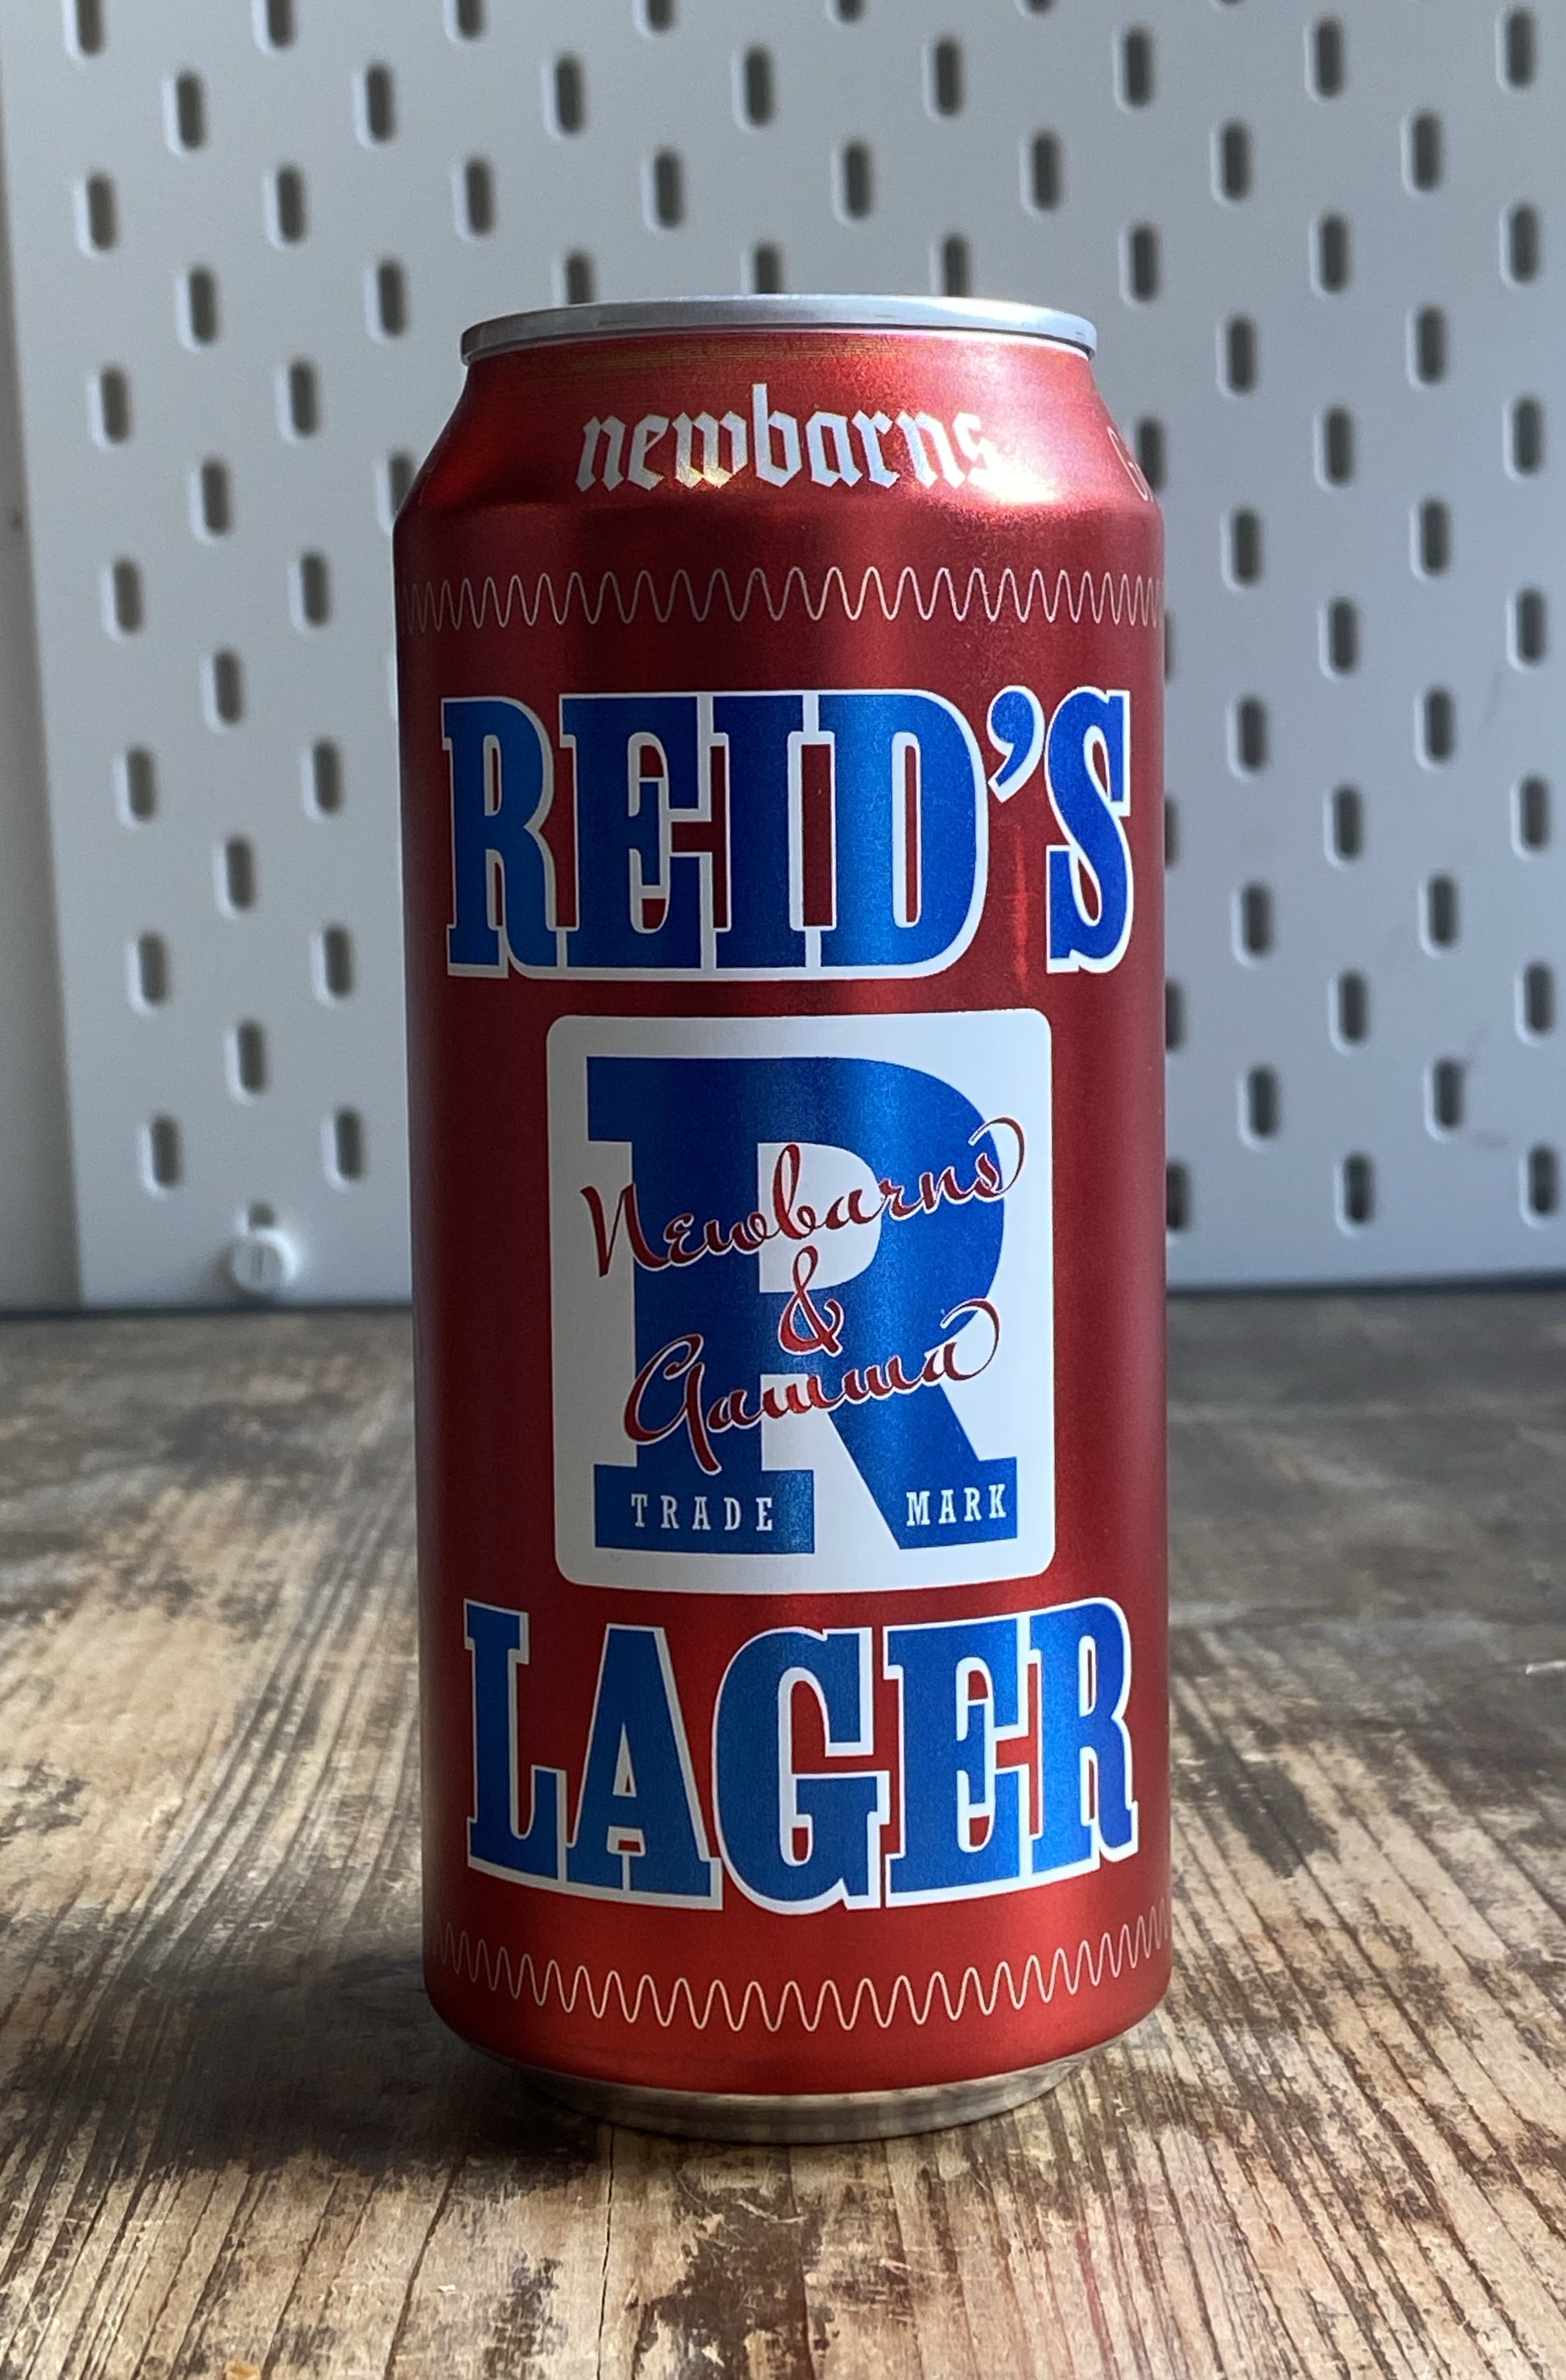 newbarns
REID'S
R
Newbarns
&
Gamma
TRADE MARK
LAGER